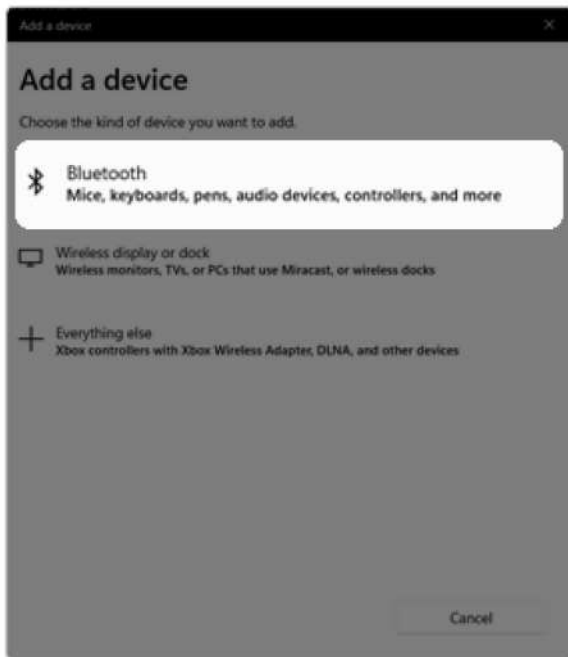 Add a device
Add a device
Choose the kind of device you want to add.
Bluetooth
Mice, keyboards, pens, audio devices, controllers, and more
Wireless display or dock
Wireless monitors, TVs, or PCs that use Miracast, or wireless docks
Everything else
Xbox controllers with Xbox Wireless Adapter, DLNA, and other devices
Cancel